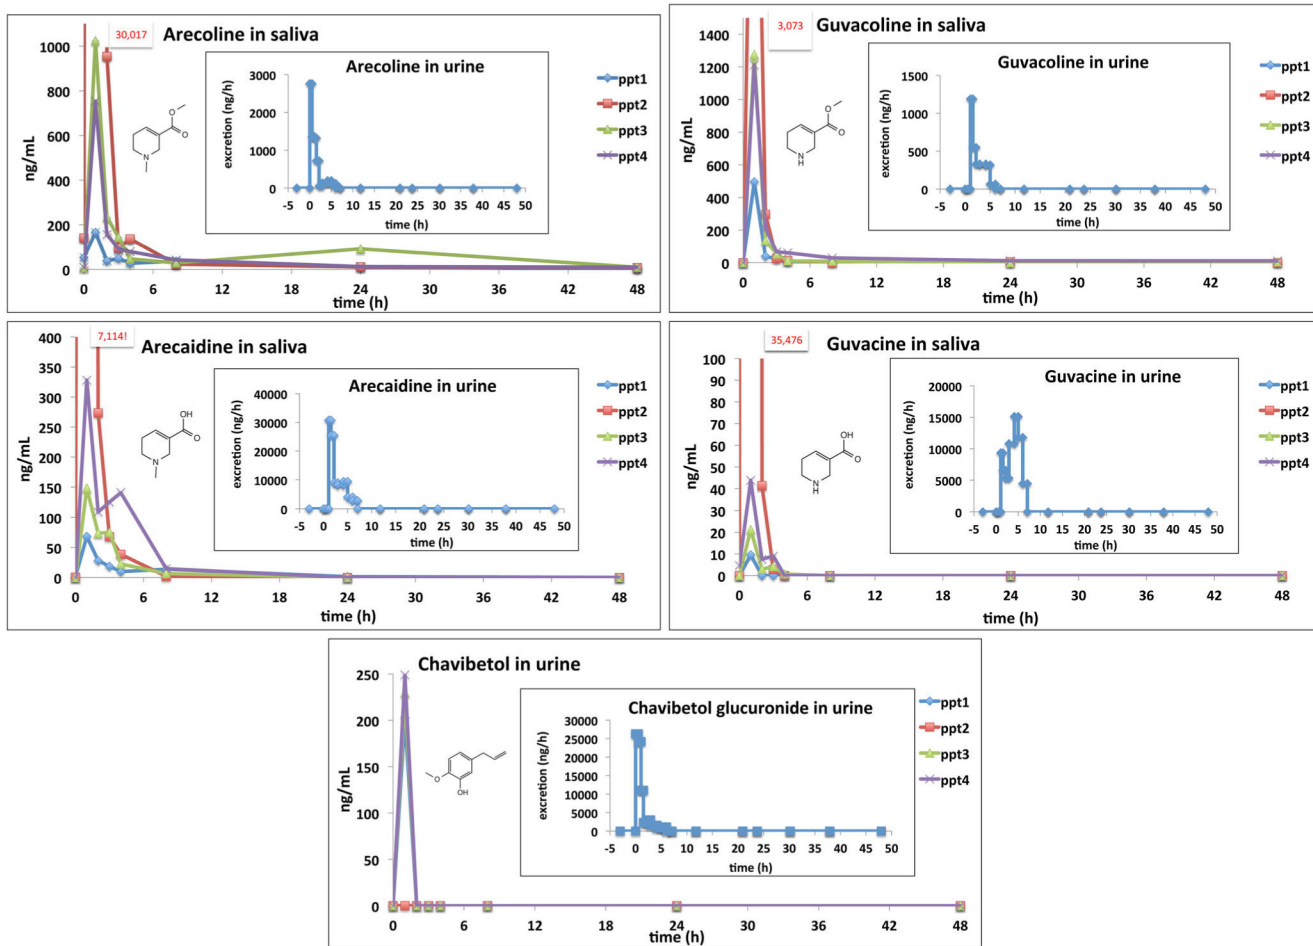 30,017
Arecoline in saliva
1000
800
600
400
200
0
ng/mL
0 6 12 18 24 30 36 42 48
time (h)
O
O
N
Arecoline in urine
3000
2000
1000
0
excretion (ng/h)
-5 0 5 10 15 20 25 30 35 40 45 50
time (h)
ppt1
ppt2
ppt3
ppt4
3,073
Guvacoline in saliva
1400
1200
1000
800
600
400
200
0
ng/mL
0 6 12 18 24 30 36 42 48
time (h)
O
O
N
H
Guvacoline in urine
1500
1000
500
0
excretion (ng/h)
-5 0 5 10 15 20 25 30 35 40 45 50
time (h)
ppt1
ppt2
ppt3
ppt4
7,114!
Arecaidine in saliva
400
350
300
250
200
150
100
50
0
ng/mL
0 6 12 18 24 30 36 42 48
time (h)
OH
O
N
Arecaidine in urine
40000
30000
20000
10000
0
excretion (ng/h)
-5 0 5 10 15 20 25 30 35 40 45 50
time (h)
ppt1
ppt2
ppt3
ppt4
35,476
Guvacine in saliva
100
90
80
70
60
50
40
30
20
10
0
ng/mL
0 6 12 18 24 30 36 42 48
time (h)
OH
O
N
H
Guvacine in urine
20000
15000
10000
5000
0
excretion (ng/h)
-5 0 5 10 15 20 25 30 35 40 45 50
time (h)
ppt1
ppt2
ppt3
ppt4
Chavibetol in urine
250
200
150
100
50
0
ng/mL
0 6 12 18 24 30 36 42 48
time (h)
O
OH
Chavibetol glucuronide in urine
30000
25000
20000
15000
10000
5000
0
excretion (ng/h)
-5 0 5 10 15 20 25 30 35 40 45 50
time (h)
ppt1
ppt2
ppt3
ppt4